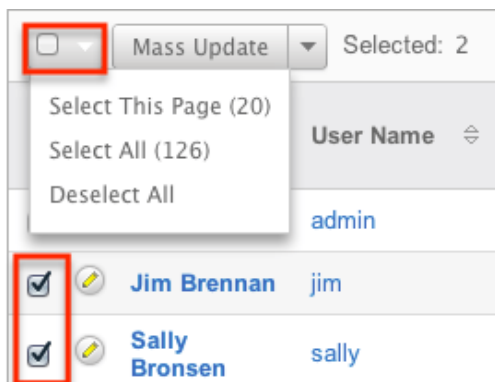 Mass Update Selected: 2
Select This Page (20)
Select All (126)
Deselect All
User Name
admin
Jim Brennan jim
Sally Bronsen sally